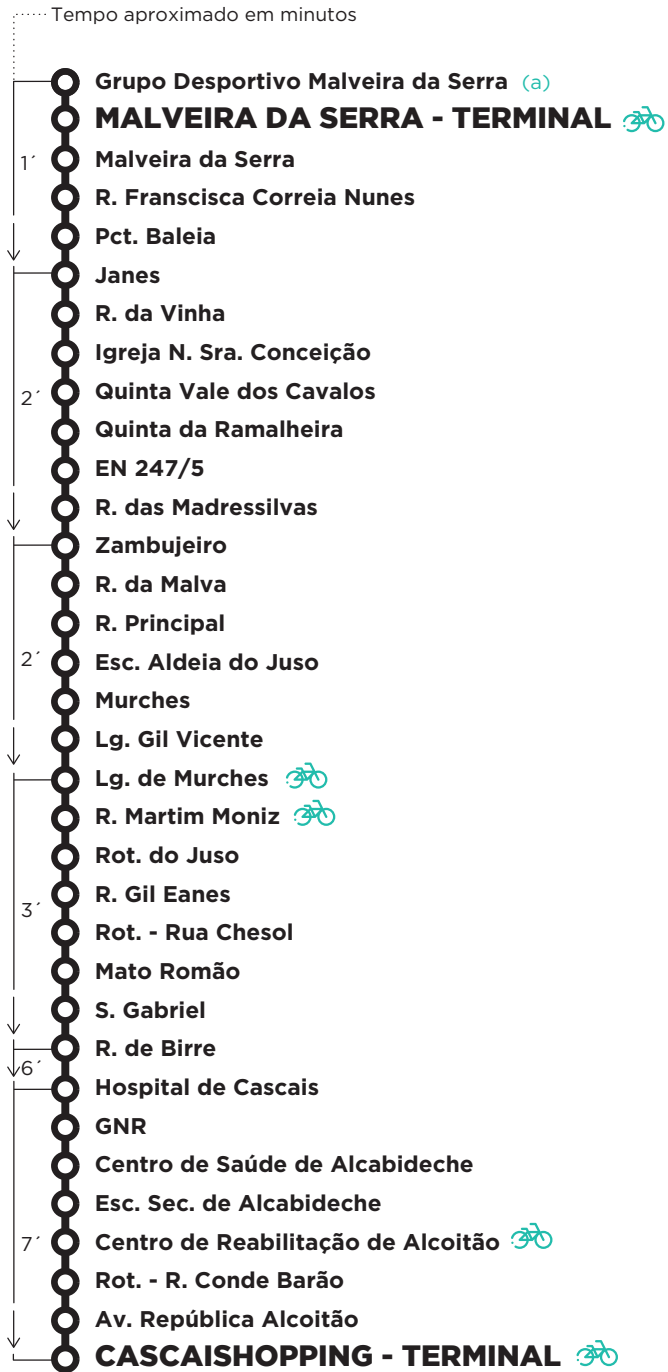 Tempo aproximado em minutos
Grupo Desportivo Malveira da Serra (a)
MALVEIRA DA SERRA - TERMINAL
1´
Malveira da Serra
R. Franscisca Correia Nunes
Pct. Baleia
Janes
R. da Vinha
Igreja N. Sra. Conceição
2´
Quinta Vale dos Cavalos
Quinta da Ramalheira
EN 247/5
R. das Madressilvas
Zambujeiro
R. da Malva
R. Principal
2´
Esc. Aldeia do Juso
Murches
Lg. Gil Vicente
Lg. de Murches
R. Martim Moniz
Rot. do Juso
R. Gil Eanes
3´
Rot. - Rua Chesol
Mato Romão
S. Gabriel
R. de Birre
6´
Hospital de Cascais
GNR
Centro de Saúde de Alcabideche
Esc. Sec. de Alcabideche
7´
Centro de Reabilitação de Alcoitão
Rot. - R. Conde Barão
Av. República Alcoitão
CASCAISHOPPING - TERMINAL